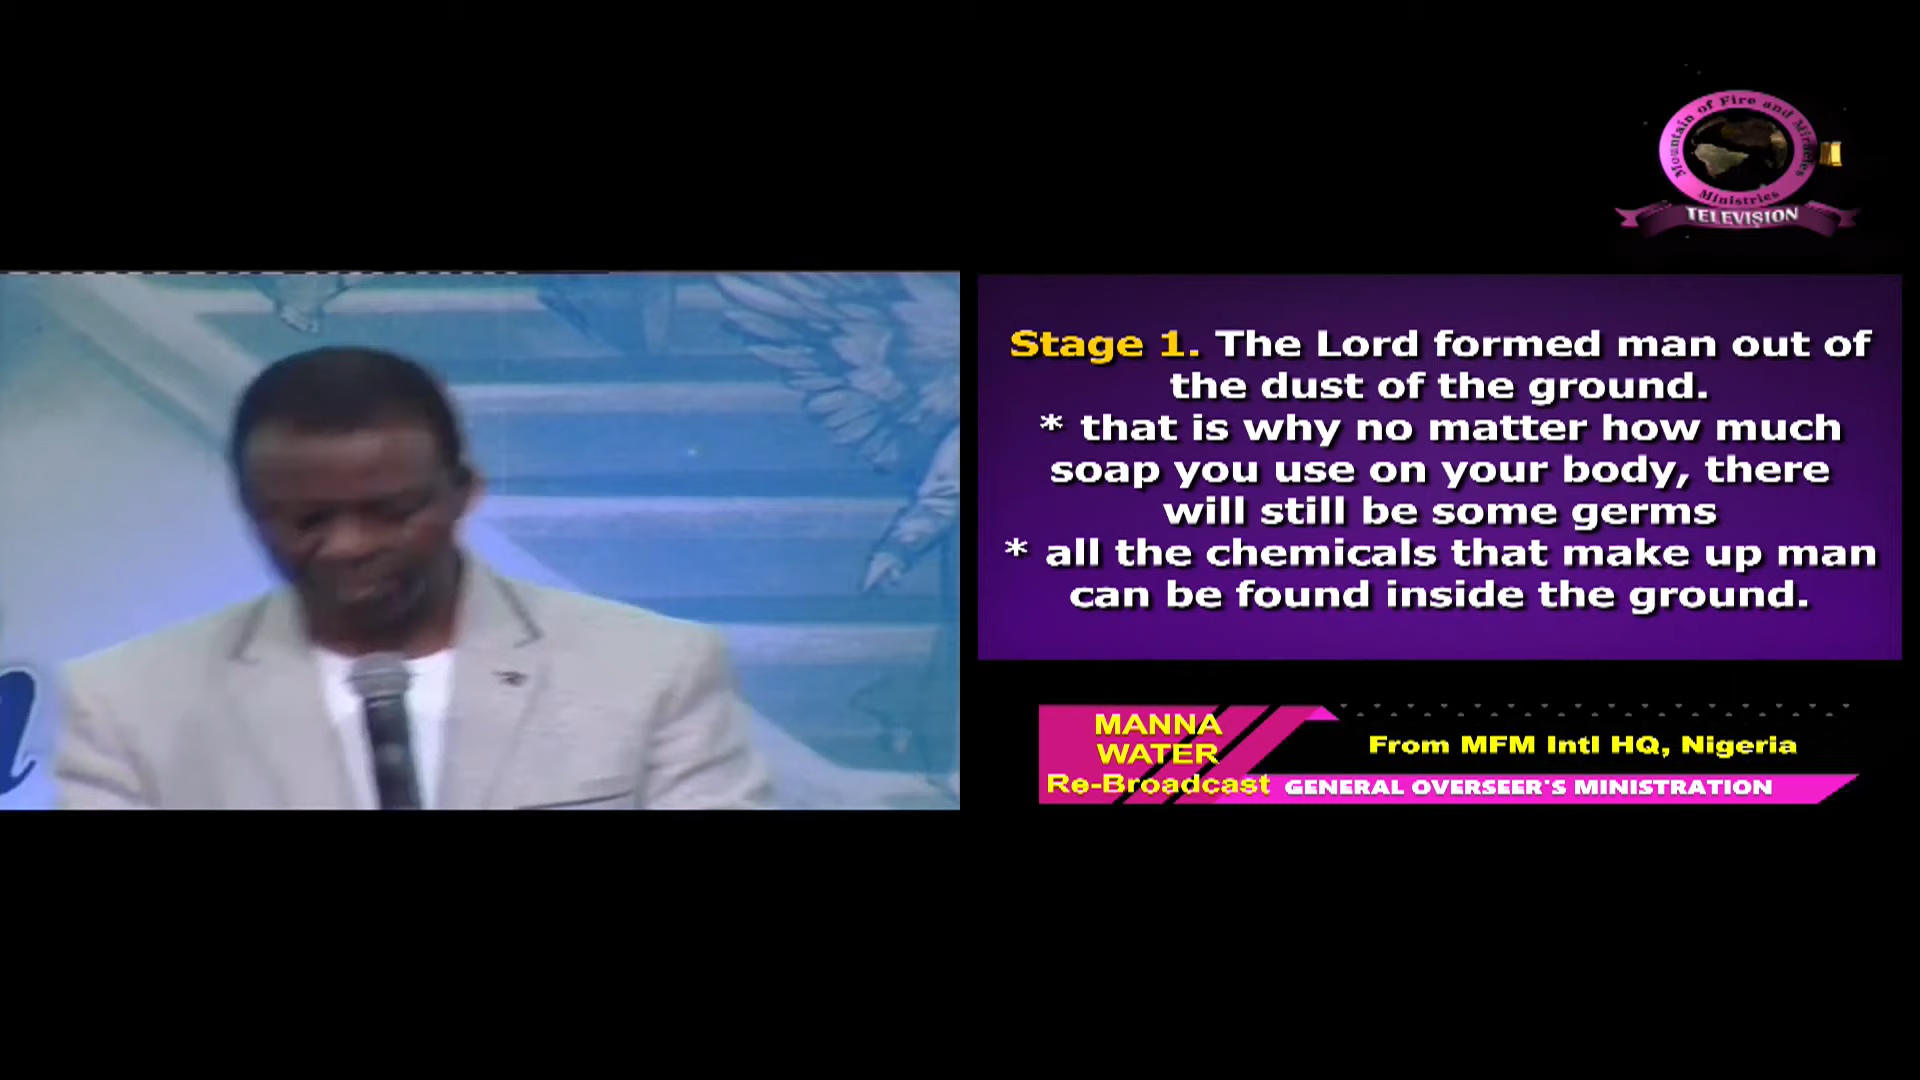 Mountain of Fire and Miracles
Ministries
TELEVISION
Stage 1. The Lord formed man out of
the dust of the ground.
* that is why no matter how much
soap you use on your body, there
will still be some germs
* all the chemicals that make up man
can be found inside the ground.
MANNA
WATER
Re-Broadcast
From MFM Intl HQ, Nigeria
GENERAL OVERSEER'S MINISTRATION